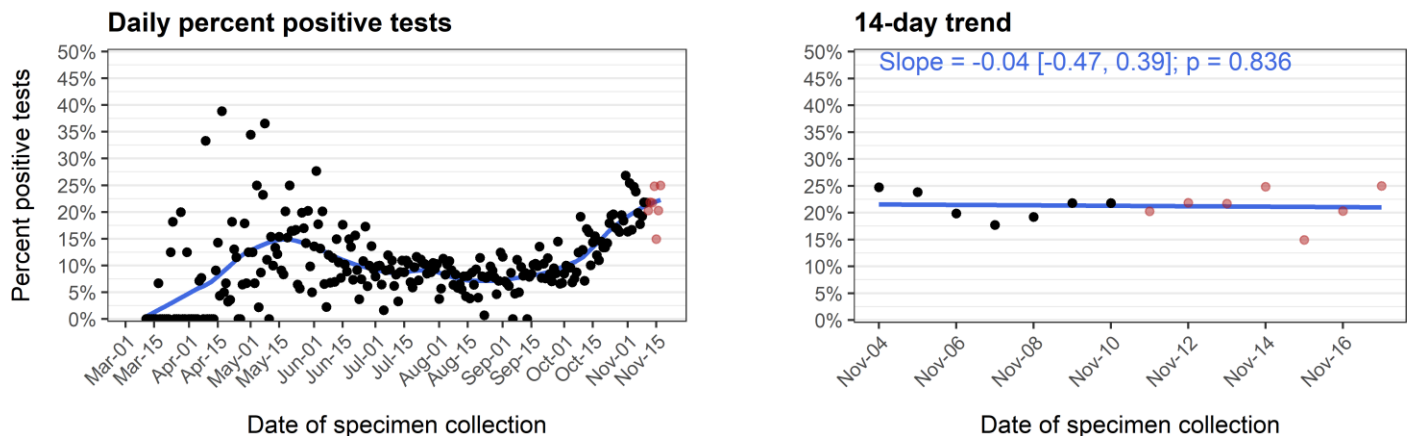 Daily percent positive tests
Percent positive tests
50%
45%
40%
35%
30%
25%
20%
15%
10%
5%
0%
Mar-01
Mar-15
Apr-01
Apr-15
May-01
May-15
Jun-01
Jun-15
Jul-01
Jul-15
Aug-01
Aug-15
Sep-01
Sep-15
Oct-01
Oct-15
Nov-01
Nov-15
Date of specimen collection
14-day trend
Slope = -0.04 [-0.47, 0.39]; p = 0.836
50%
45%
40%
35%
30%
25%
20%
15%
10%
5%
0%
Nov-04
Nov-06
Nov-08
Nov-10
Nov-12
Nov-14
Nov-16
Date of specimen collection